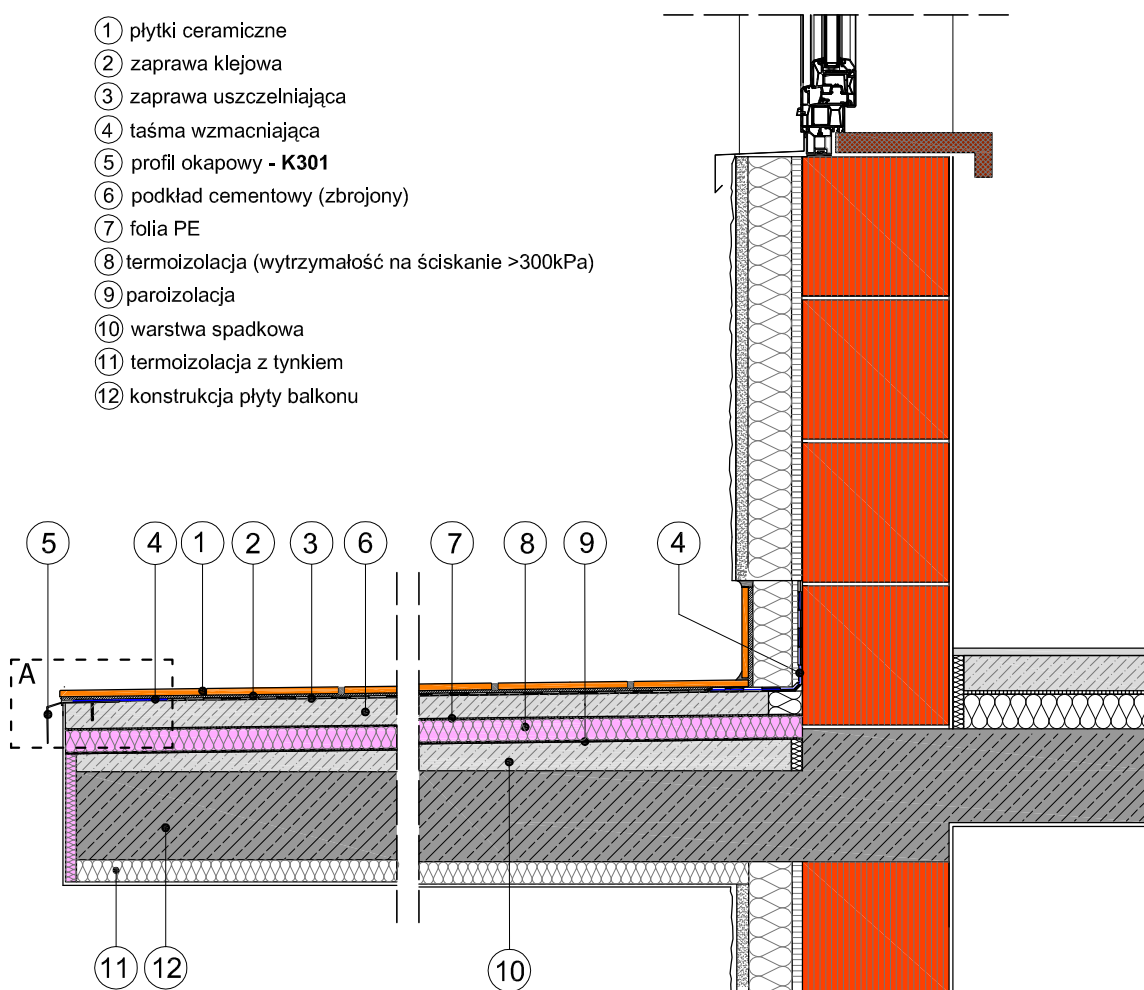 1 płytki ceramiczne
2 zaprawa klejowa
3 zaprawa uszczelniająca
4 taśma wzmacniająca
5 profil okapowy - K301
6 podkład cementowy (zbrojony)
7 folia PE
8 termoizolacja (wytrzymałość na ściskanie >300kPa)
9 paroizolacja
10 warstwa spadkowa
11 termoizolacja z tynkiem
12 konstrukcja płyty balkonu
5 4 1 2 3 6 7 8 9 4
A
11 12 10